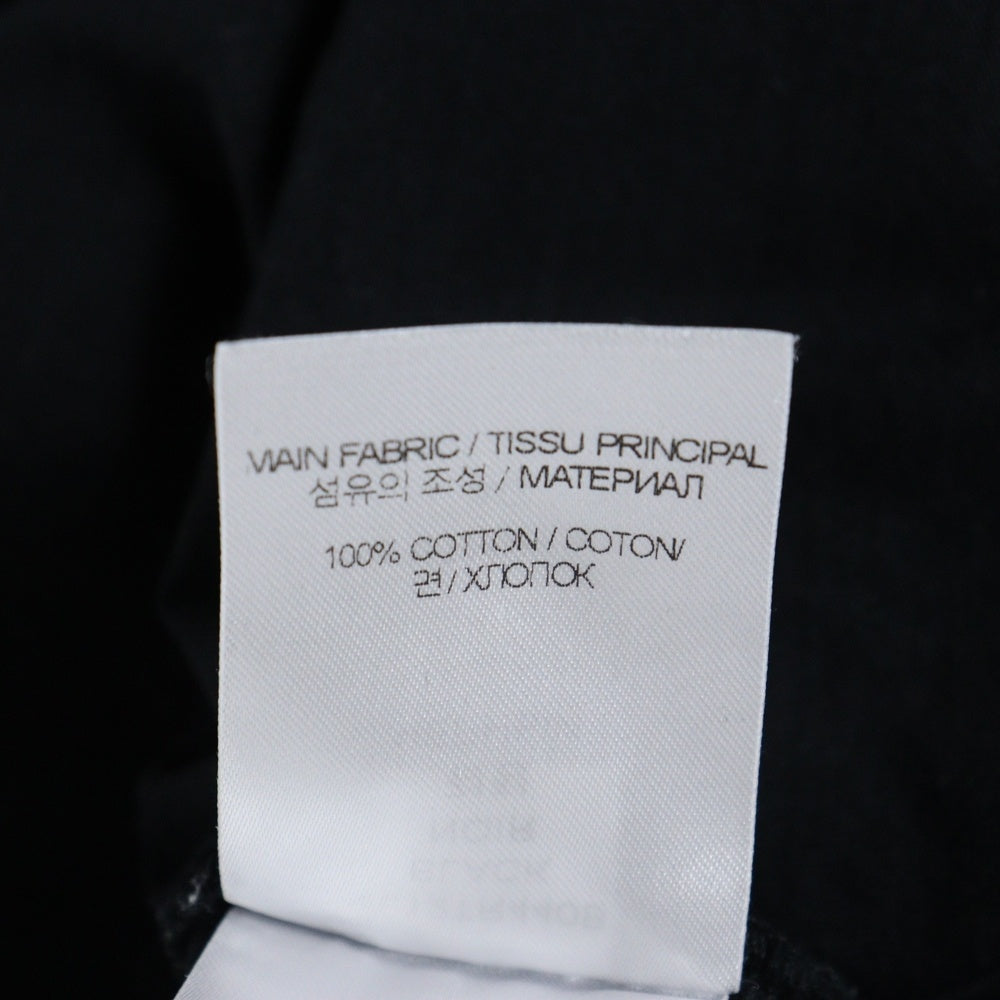 MAIN FABRIC / TISSU PRINCIPAL
섬유의 조성 / МАТЕРИАЛ
100% COTTON / COTON/
면/ХЛОПОК